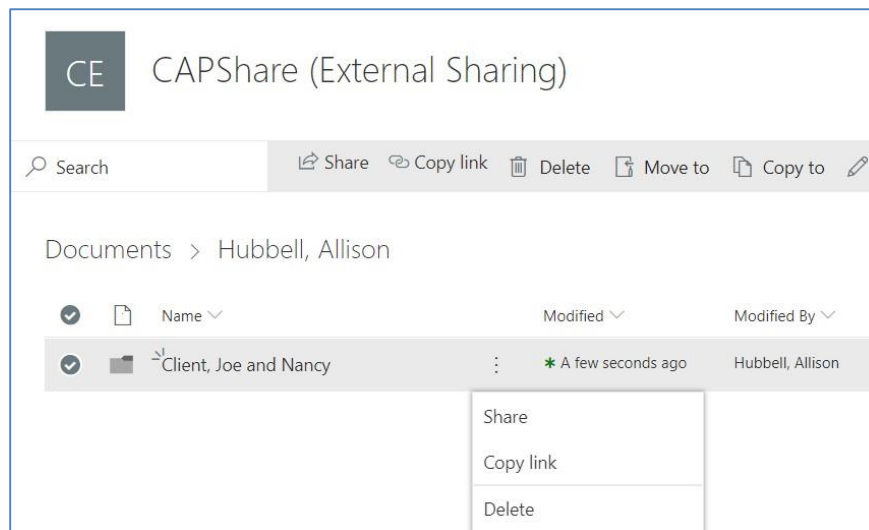 CE CAPShare (External Sharing)
Search Share Copy link Delete Move to Copy to
Documents > Hubbell, Allison
Name Modified Modified By
Client, Joe and Nancy A few seconds ago Hubbell, Allison
Share
Copy link
Delete